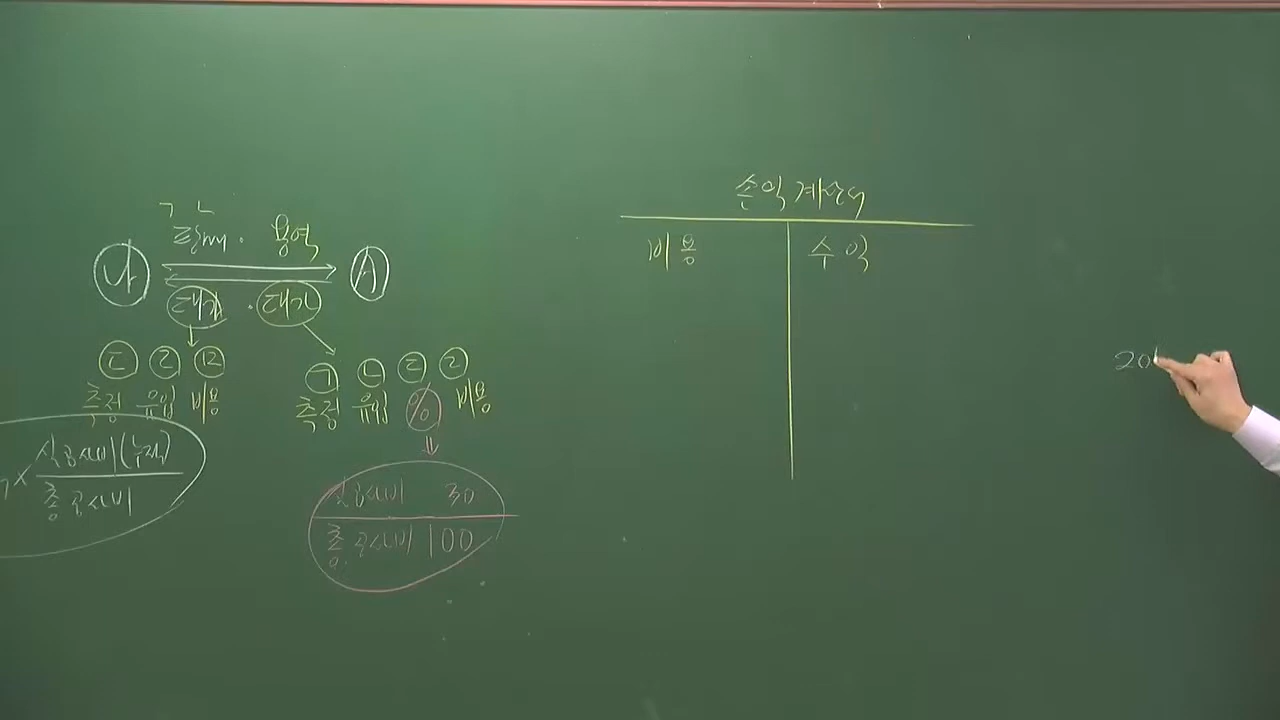 ㄱ ㄴ
용역
나 A
대가 · 대가
ㄷ ㄹ
ㄱ ㄴ ㄷ ㄹ
측정 유입 비용
측정 유입 % 비용
× 실공사비(누적)
총공사비
실공사비 30
총공사비 100
손익계산서
비용 수익
20